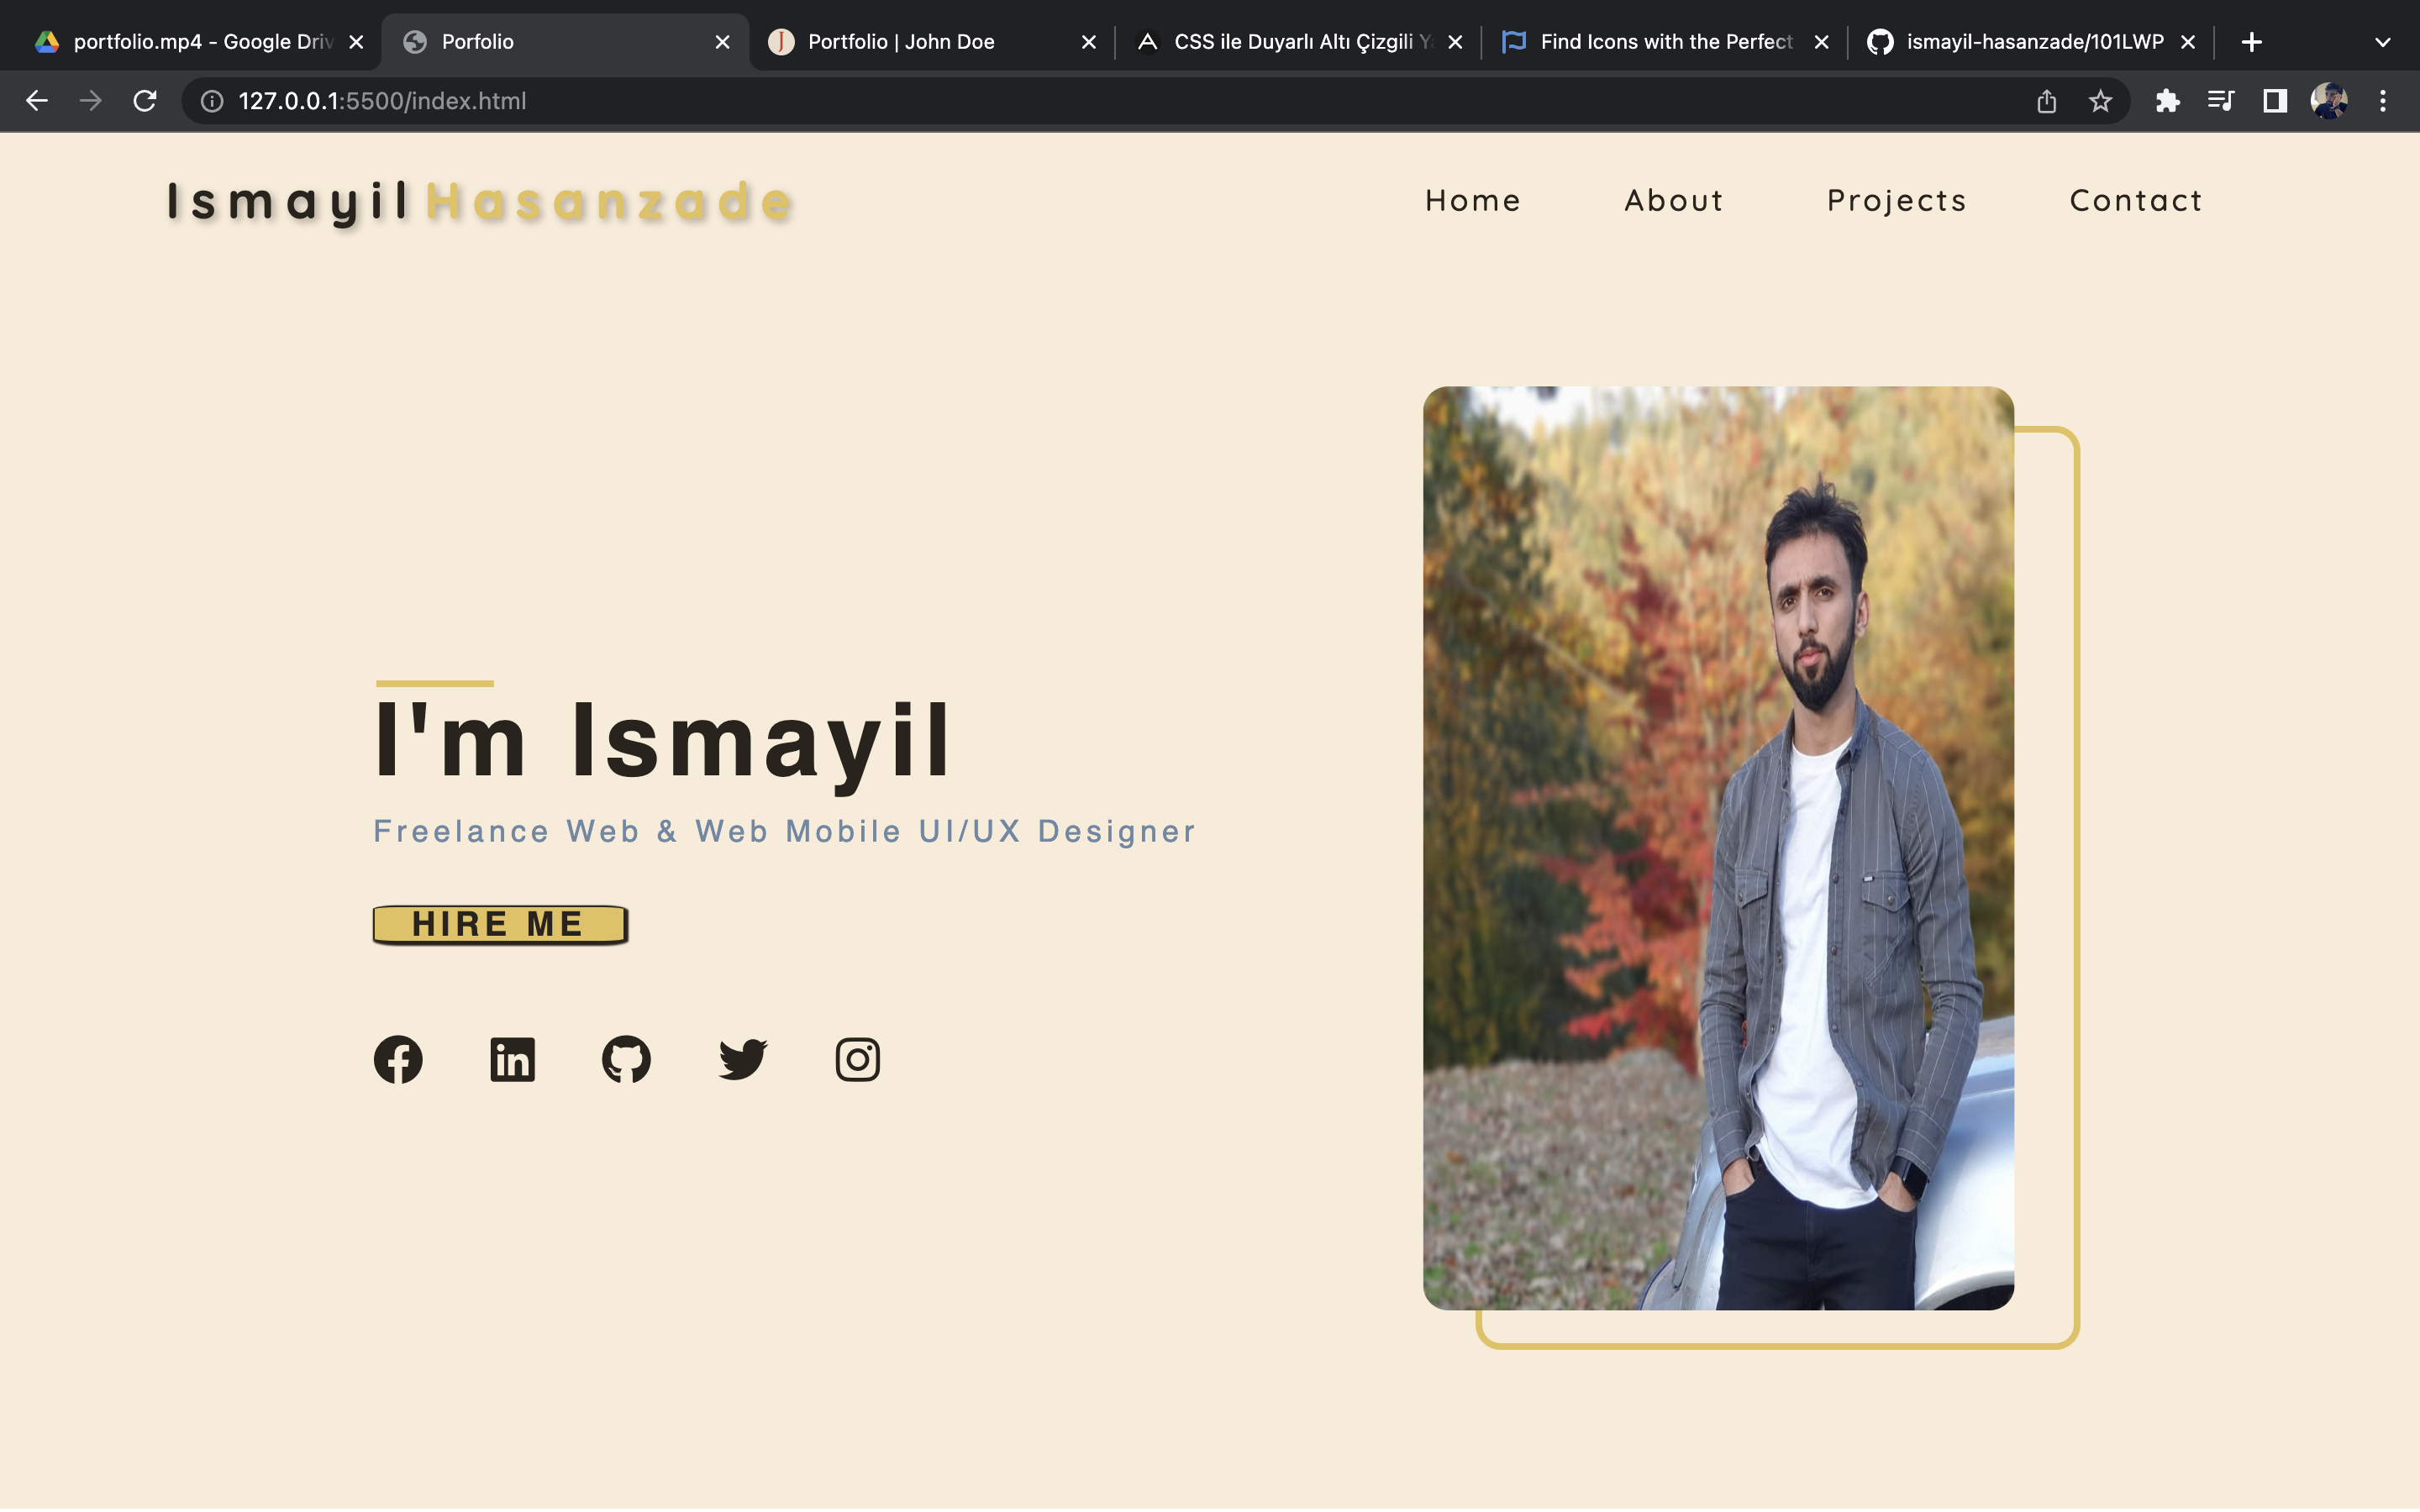 portfolio.mp4 - Google Driv
Porfolio
Portfolio | John Doe
CSS ile Duyarlı Altı Çizgili Ya
Find Icons with the Perfect
ismayil-hasanzade/101LWP
127.0.0.1:5500/index.html
Ismayil Hasanzade
Home About Projects Contact
I'm Ismayil
Freelance Web & Web Mobile UI/UX Designer
HIRE ME